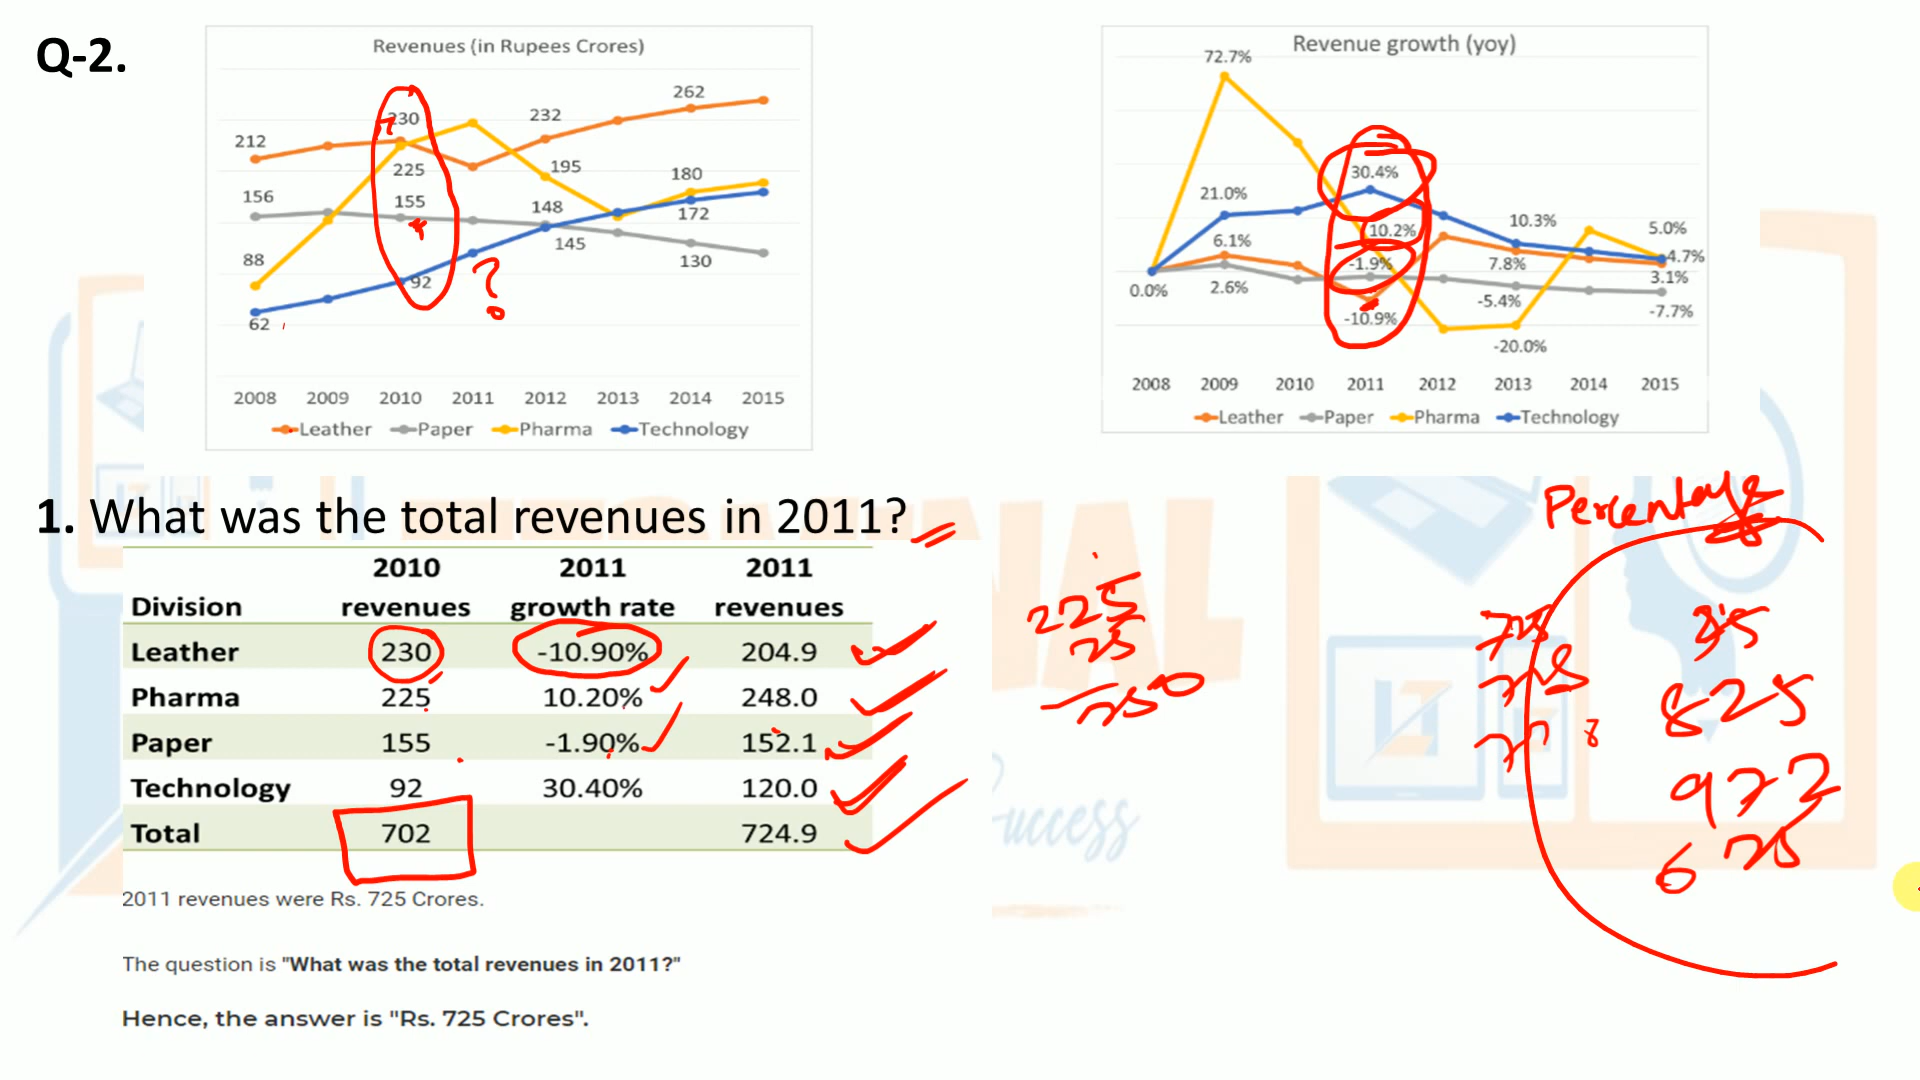 Q-2.
Revenues (in Rupees Crores)
212
230
232
262
225
195
180
156
155
148
172
145
130
88
92
62
?
2008 2009 2010 2011 2012 2013 2014 2015
Leather Paper Pharma Technology
Revenue growth (yoy)
72.7%
30.4%
21.0%
10.2%
10.3%
5.0%
6.1%
-1.9%
7.8%
4.7%
0.0%
2.6%
3.1%
-5.4%
-10.9%
-7.7%
-20.0%
2008 2009 2010 2011 2012 2013 2014 2015
Leather Paper Pharma Technology
1. What was the total revenues in 2011?
Division 2010 revenues 2011 growth rate 2011 revenues
Leather 230 -10.90% 204.9
Pharma 225 10.20% 248.0
Paper 155 -1.90% 152.1
Technology 92 30.40% 120.0
Total 702 724.9
2011 revenues were Rs. 725 Crores.
The question is "What was the total revenues in 2011?"
Hence, the answer is "Rs. 725 Crores".
225
25
250
Percentage
725
825
972
675